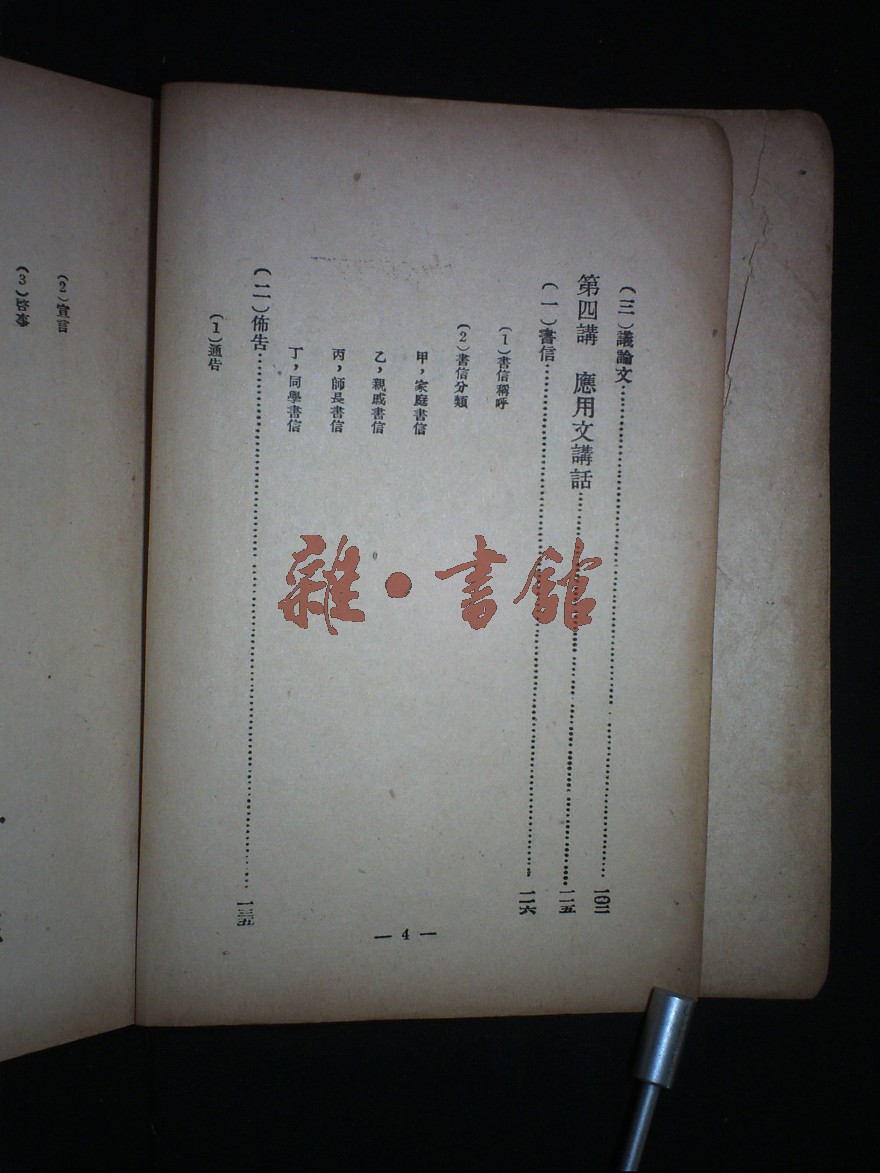 (三)議論文……一〇二
第四講　應用文講話……一一五
(一)書信……一一六
(1)書信稱呼
(2)書信分類
甲，家庭書信
乙，親戚書信
丙，師長書信
丁，同學書信
(二)佈告……一三五
(1)通告
— 4 —
(2)宣言
(3)啓事
雜·書館